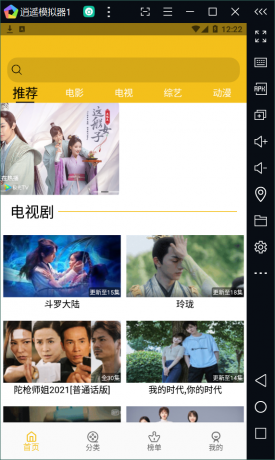 逍遥模拟器1
12:22
推荐 电影 电视 综艺 动漫
这丫头
电视剧
更新至15集 更新至18集
斗罗大陆 玲珑
全30集 更新至14集
陀枪师姐2021[普通话版] 我的时代,你的时代
首页 分类 榜单 我的
APK